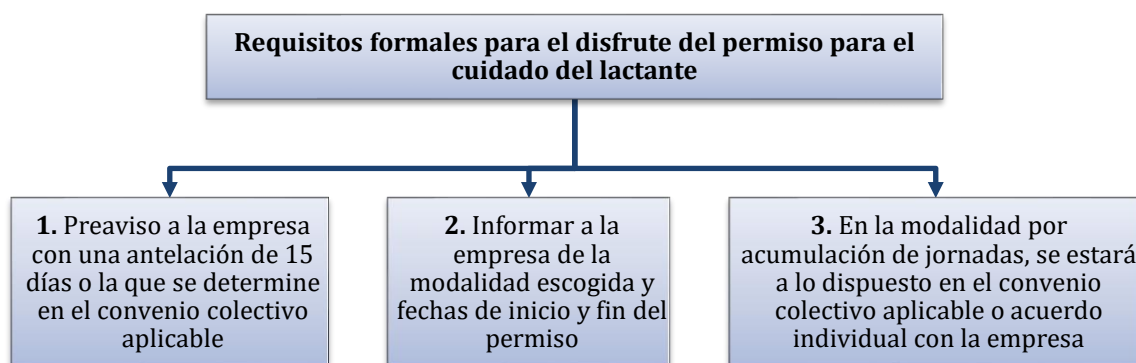 Requisitos formales para el disfrute del permiso para el
cuidado del lactante
1. Preaviso a la empresa
con una antelación de 15
días o la que se determine
en el convenio colectivo
aplicable
2. Informar a la
empresa de la
modalidad escogida y
fechas de inicio y fin del
permiso
3. En la modalidad por
acumulación de jornadas, se estará
a lo dispuesto en el convenio
colectivo aplicable o acuerdo
individual con la empresa